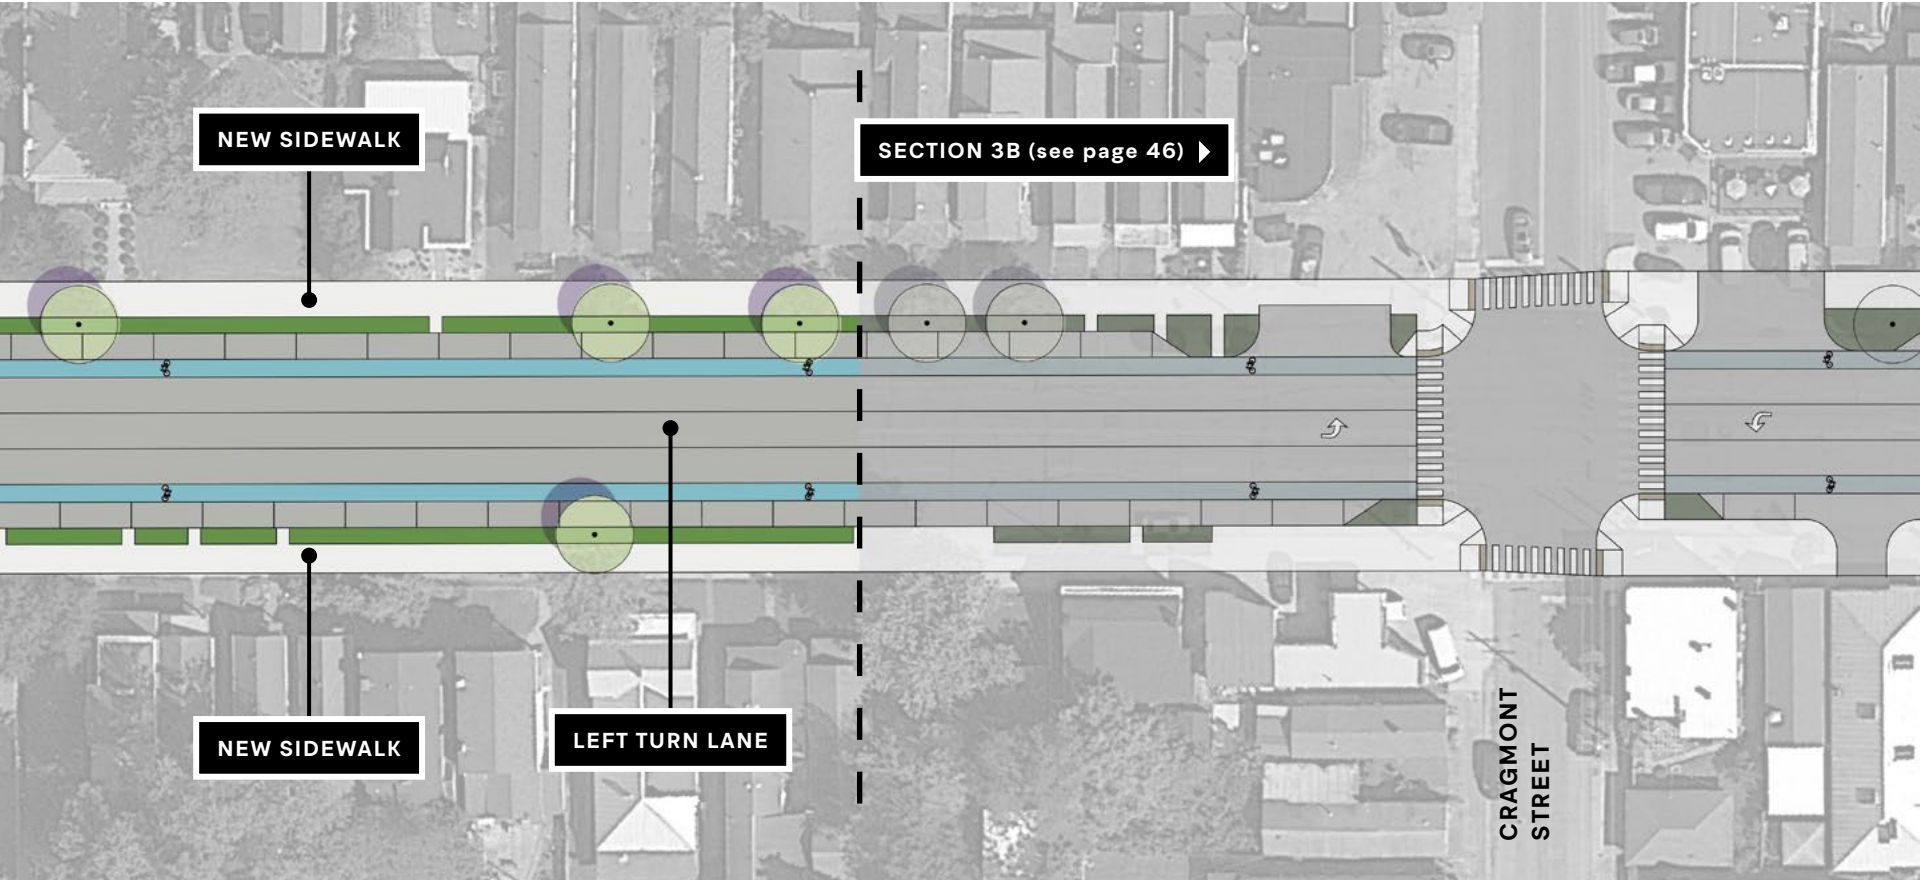 NEW SIDEWALK
SECTION 3B (see page 46)
NEW SIDEWALK
LEFT TURN LANE
CRAGMONT
STREET